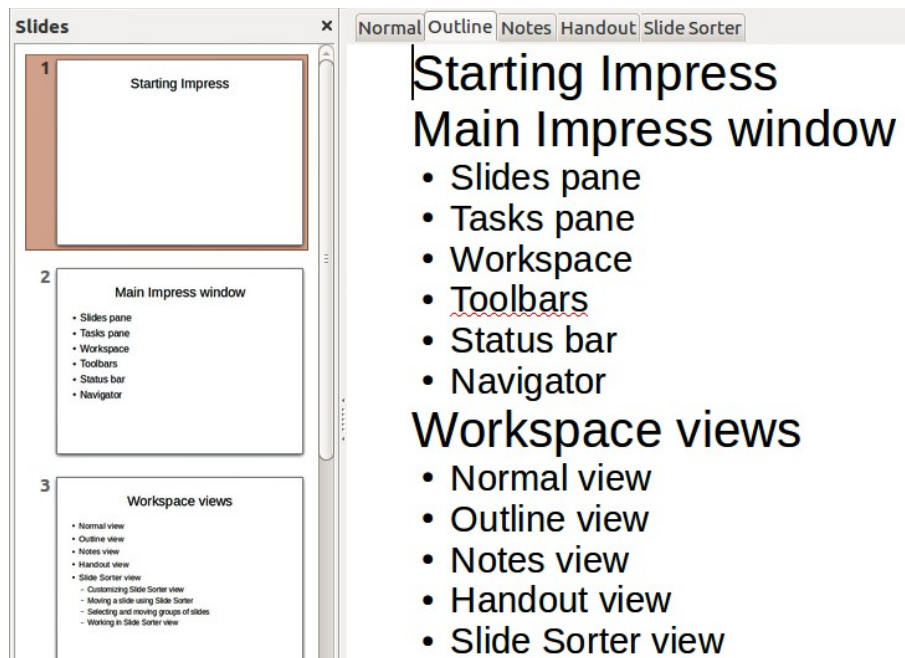 Slides ×
1
Starting Impress
2
Main Impress window
• Slides pane
• Tasks pane
• Workspace
• Toolbars
• Status bar
• Navigator
3
Workspace views
• Normal view
• Outline view
• Notes view
• Handout view
• Slide Sorter view
– Customizing Slide Sorter view
– Moving a slide using Slide Sorter
– Selecting and moving groups of slides
– Working in Slide Sorter view
Normal Outline Notes Handout Slide Sorter
Starting Impress
Main Impress window
• Slides pane
• Tasks pane
• Workspace
• Toolbars
• Status bar
• Navigator
Workspace views
• Normal view
• Outline view
• Notes view
• Handout view
• Slide Sorter view